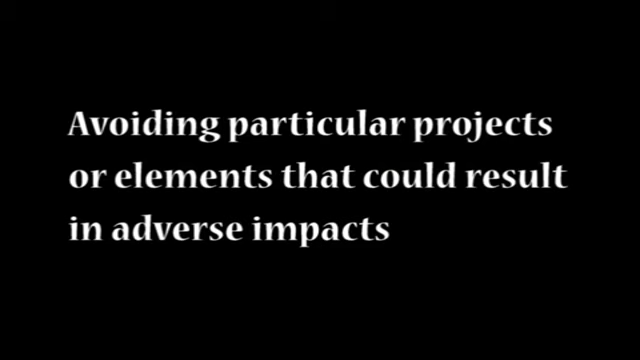 Avoiding particular projects
or elements that could result
in adverse impacts